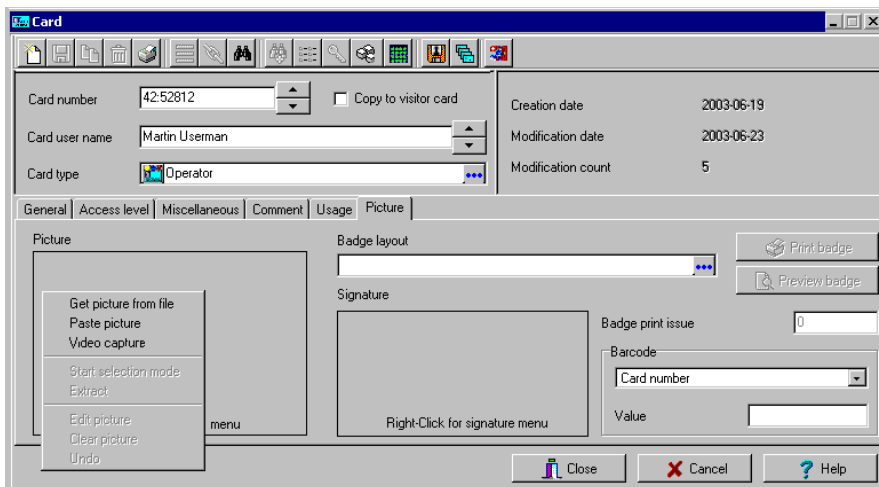 Card
Card number
42:52812
Copy to visitor card
Card user name
Martin Userman
Card type
Operator
Creation date
2003-06-19
Modification date
2003-06-23
Modification count
5
General
Access level
Miscellaneous
Comment
Usage
Picture
Picture
Get picture from file
Paste picture
Video capture
Start selection mode
Extract
Edit picture
Clear picture
Undo
menu
Badge layout
Signature
Right-Click for signature menu
Print badge
Preview badge
Badge print issue
0
Barcode
Card number
Value
Close
Cancel
Help